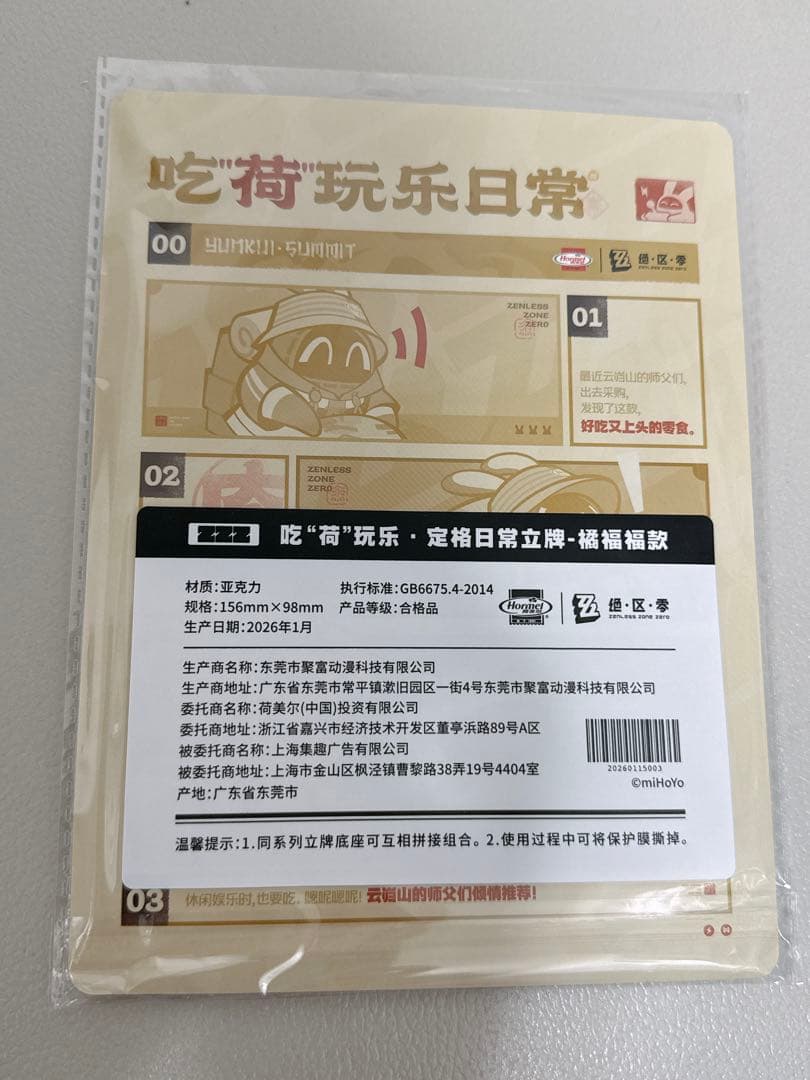 吃"荷"玩乐日常
00 YUNKUI·SUMMIT Hormel 绝·区·零
ZENLESS ZONE ZERO
ZENLESS
ZONE
ZERO
01
最近云岿山的师父们,
出去采购,
发现了这款,
好吃又上头的零食。
02
ZENLESS
ZONE
ZERO
吃“荷”玩乐·定格日常立牌-橘福福款
材质:亚克力 执行标准:GB6675.4-2014
规格:156mm×98mm 产品等级:合格品
生产日期:2026年1月
Hormel 绝·区·零
ZENLESS ZONE ZERO
生产商名称:东莞市聚富动漫科技有限公司
生产商地址:广东省东莞市常平镇漱旧园区一街4号东莞市聚富动漫科技有限公司
委托商名称:荷美尔(中国)投资有限公司
委托商地址:浙江省嘉兴市经济技术开发区董亭浜路89号A区
被委托商名称:上海集趣广告有限公司
被委托商地址:上海市金山区枫泾镇曹黎路38弄19号4404室
产地:广东省东莞市
20260115003
©miHoYo
温馨提示:1.同系列立牌底座可互相拼接组合。2.使用过程中可将保护膜撕掉。
03 休闲娱乐时,也要吃。嗯呢嗯呢! 云岿山的师父们倾情推荐!